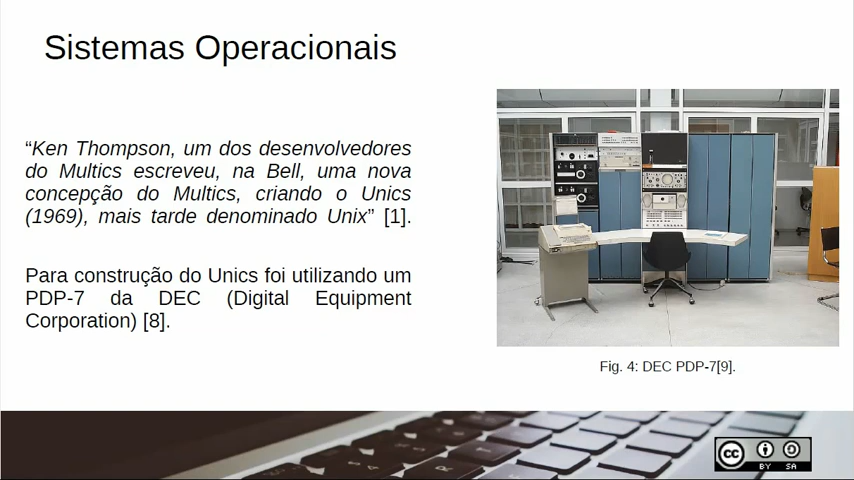 Sistemas Operacionais
“Ken Thompson, um dos desenvolvedores
do Multics escreveu, na Bell, uma nova
concepção do Multics, criando o Unics
(1969), mais tarde denominado Unix” [1].
Para construção do Unics foi utilizando um
PDP-7 da DEC (Digital Equipment
Corporation) [8].
Fig. 4: DEC PDP-7[9].
cc
BY SA